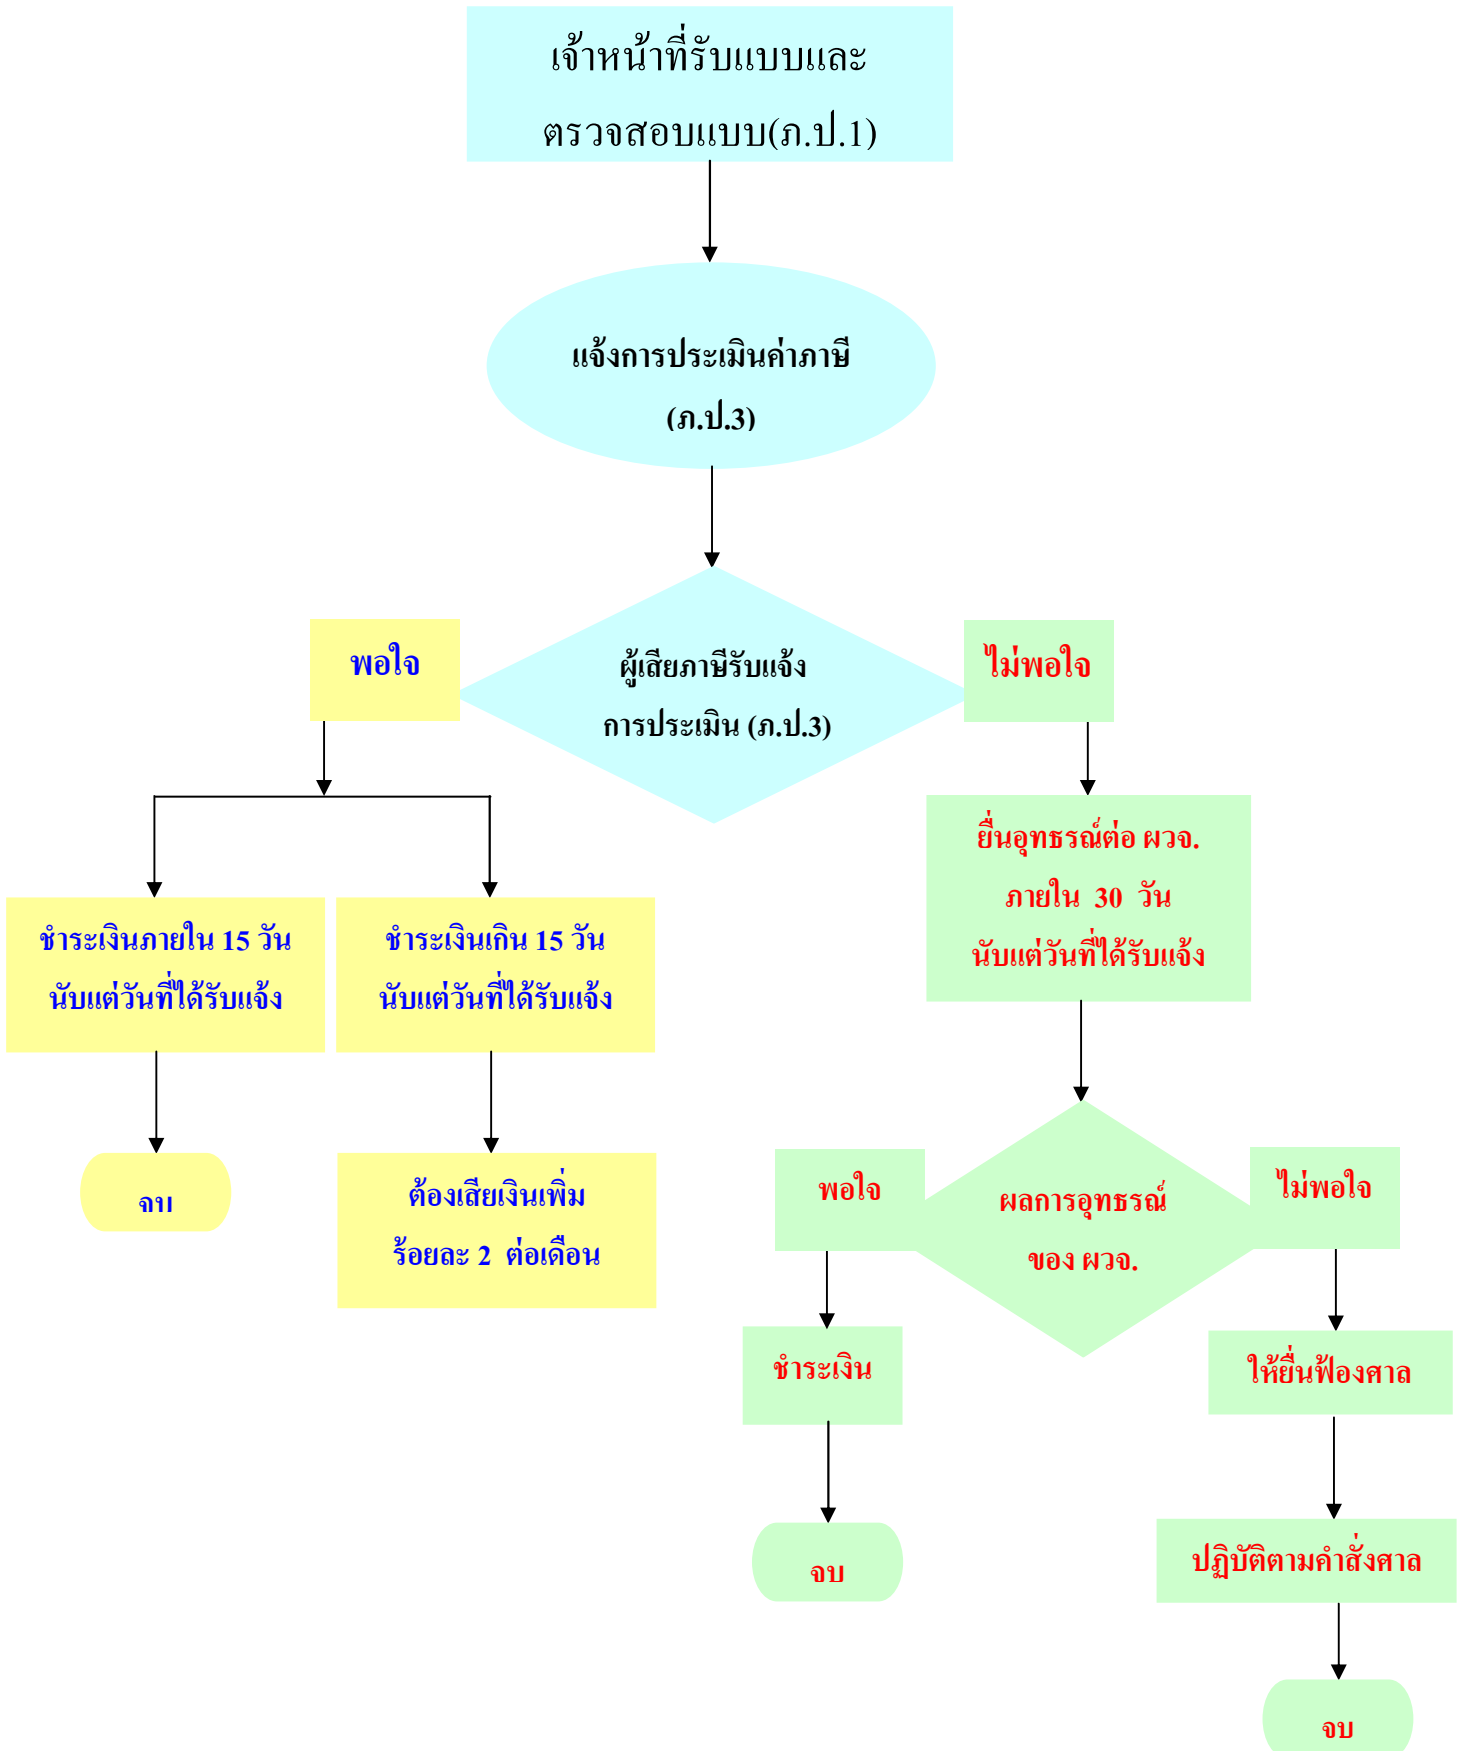 เจ้าหน้าที่รับแบบและ
ตรวจสอบแบบ(ภ.ป.1)
แจ้งการประเมินค่าภาษี
(ภ.ป.3)
พอใจ
ผู้เสียภาษีรับแจ้ง
การประเมิน (ภ.ป.3)
ไม่พอใจ
ชำระเงินภายใน 15 วัน
นับแต่วันที่ได้รับแจ้ง
ชำระเงินเกิน 15 วัน
นับแต่วันที่ได้รับแจ้ง
ยื่นอุทธรณ์ต่อ ผวจ.
ภายใน 30 วัน
นับแต่วันที่ได้รับแจ้ง
จบ
ต้องเสียเงินเพิ่ม
ร้อยละ 2 ต่อเดือน
พอใจ
ผลการอุทธรณ์
ของ ผวจ.
ไม่พอใจ
ชำระเงิน
ให้ยื่นฟ้องศาล
จบ
ปฏิบัติตามคำสั่งศาล
จบ